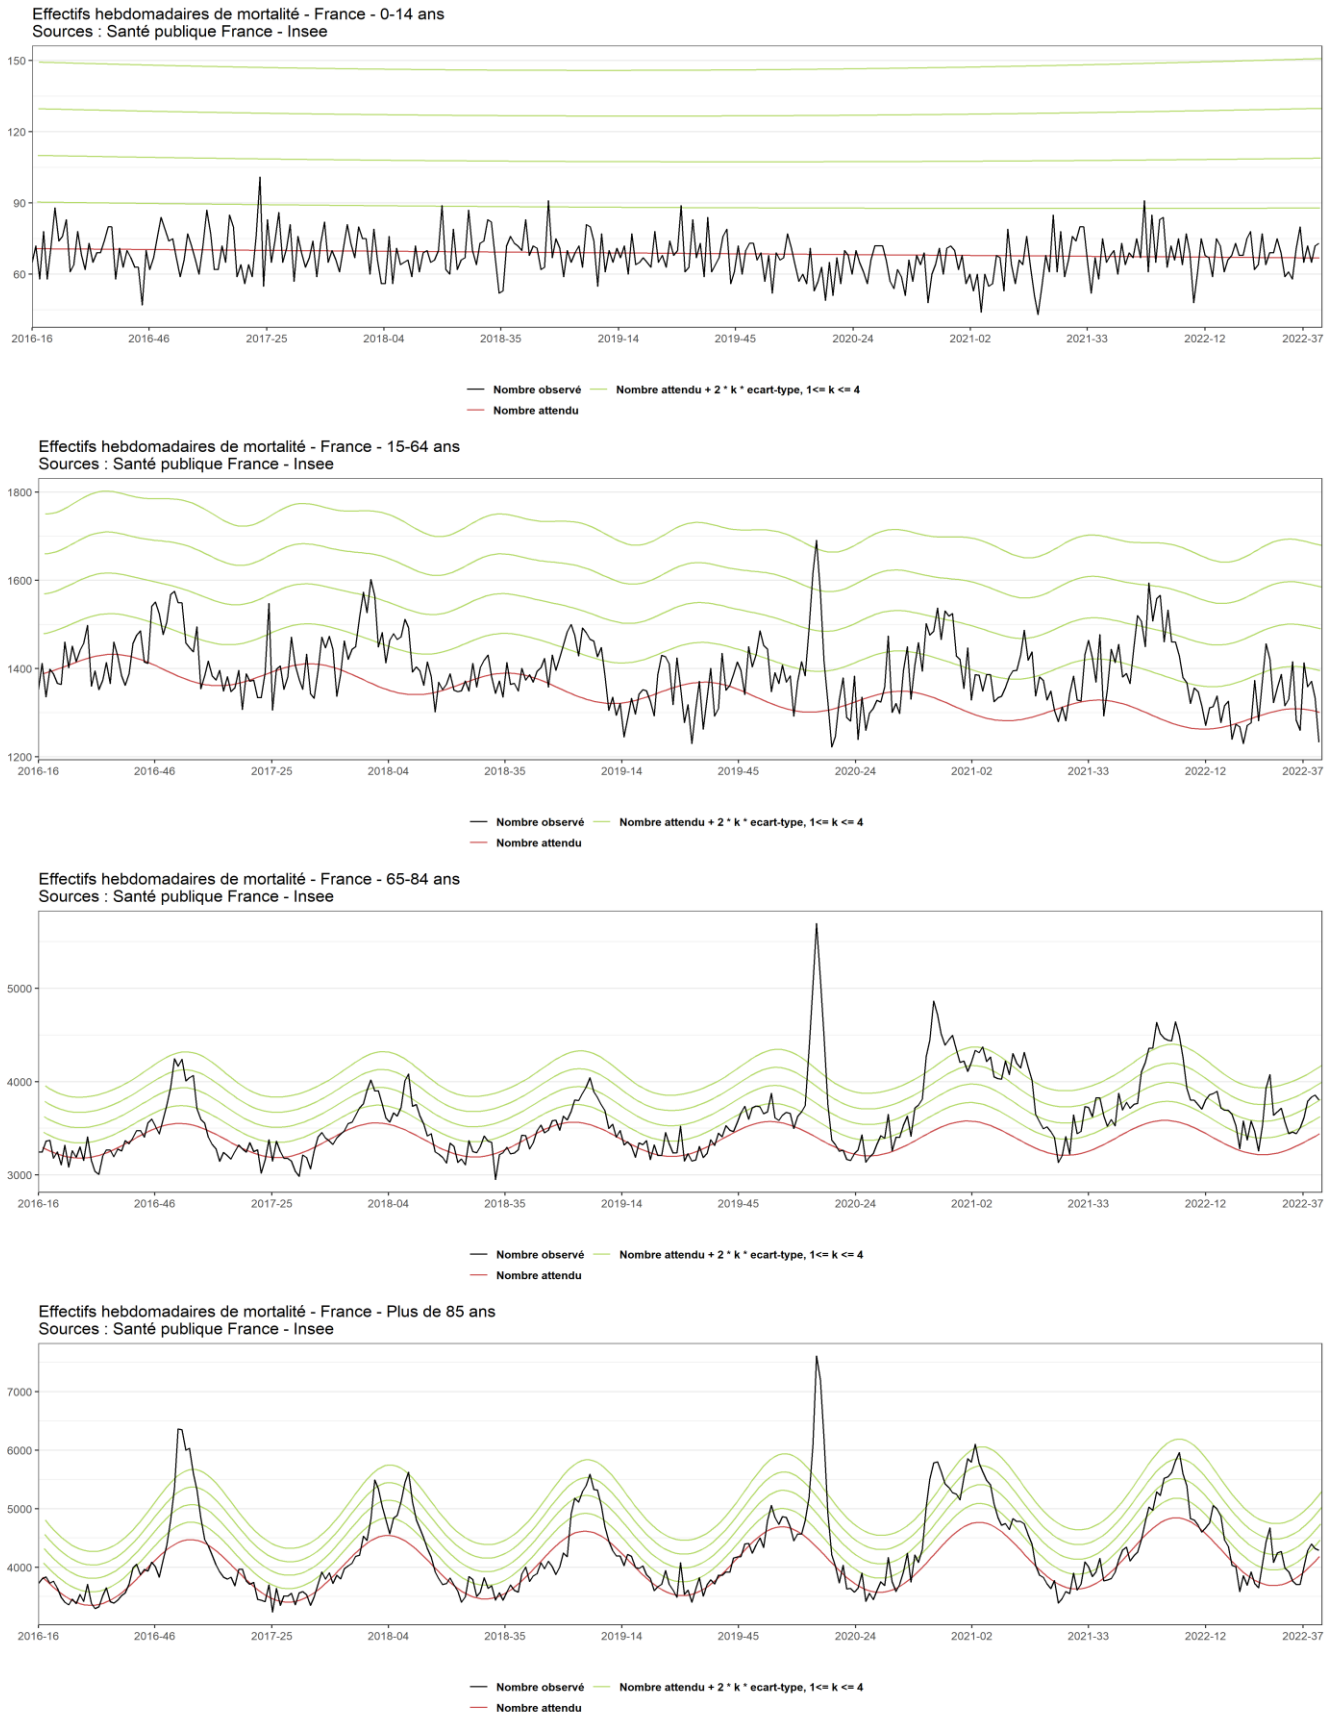 Effectifs hebdomadaires de mortalité - France - 0-14 ans
Sources : Santé publique France - Insee
150
120
90
60
2016-16 2016-46 2017-25 2018-04 2018-35 2019-14 2019-45 2020-24 2021-02 2021-33 2022-12 2022-37
Nombre observé Nombre attendu + 2 * k * ecart-type, 1<= k <= 4
Nombre attendu
Effectifs hebdomadaires de mortalité - France - 15-64 ans
Sources : Santé publique France - Insee
1800
1600
1400
1200
2016-16 2016-46 2017-25 2018-04 2018-35 2019-14 2019-45 2020-24 2021-02 2021-33 2022-12 2022-37
Nombre observé Nombre attendu + 2 * k * ecart-type, 1<= k <= 4
Nombre attendu
Effectifs hebdomadaires de mortalité - France - 65-84 ans
Sources : Santé publique France - Insee
5000
4000
3000
2016-16 2016-46 2017-25 2018-04 2018-35 2019-14 2019-45 2020-24 2021-02 2021-33 2022-12 2022-37
Nombre observé Nombre attendu + 2 * k * ecart-type, 1<= k <= 4
Nombre attendu
Effectifs hebdomadaires de mortalité - France - Plus de 85 ans
Sources : Santé publique France - Insee
7000
6000
5000
4000
2016-16 2016-46 2017-25 2018-04 2018-35 2019-14 2019-45 2020-24 2021-02 2021-33 2022-12 2022-37
Nombre observé Nombre attendu + 2 * k * ecart-type, 1<= k <= 4
Nombre attendu